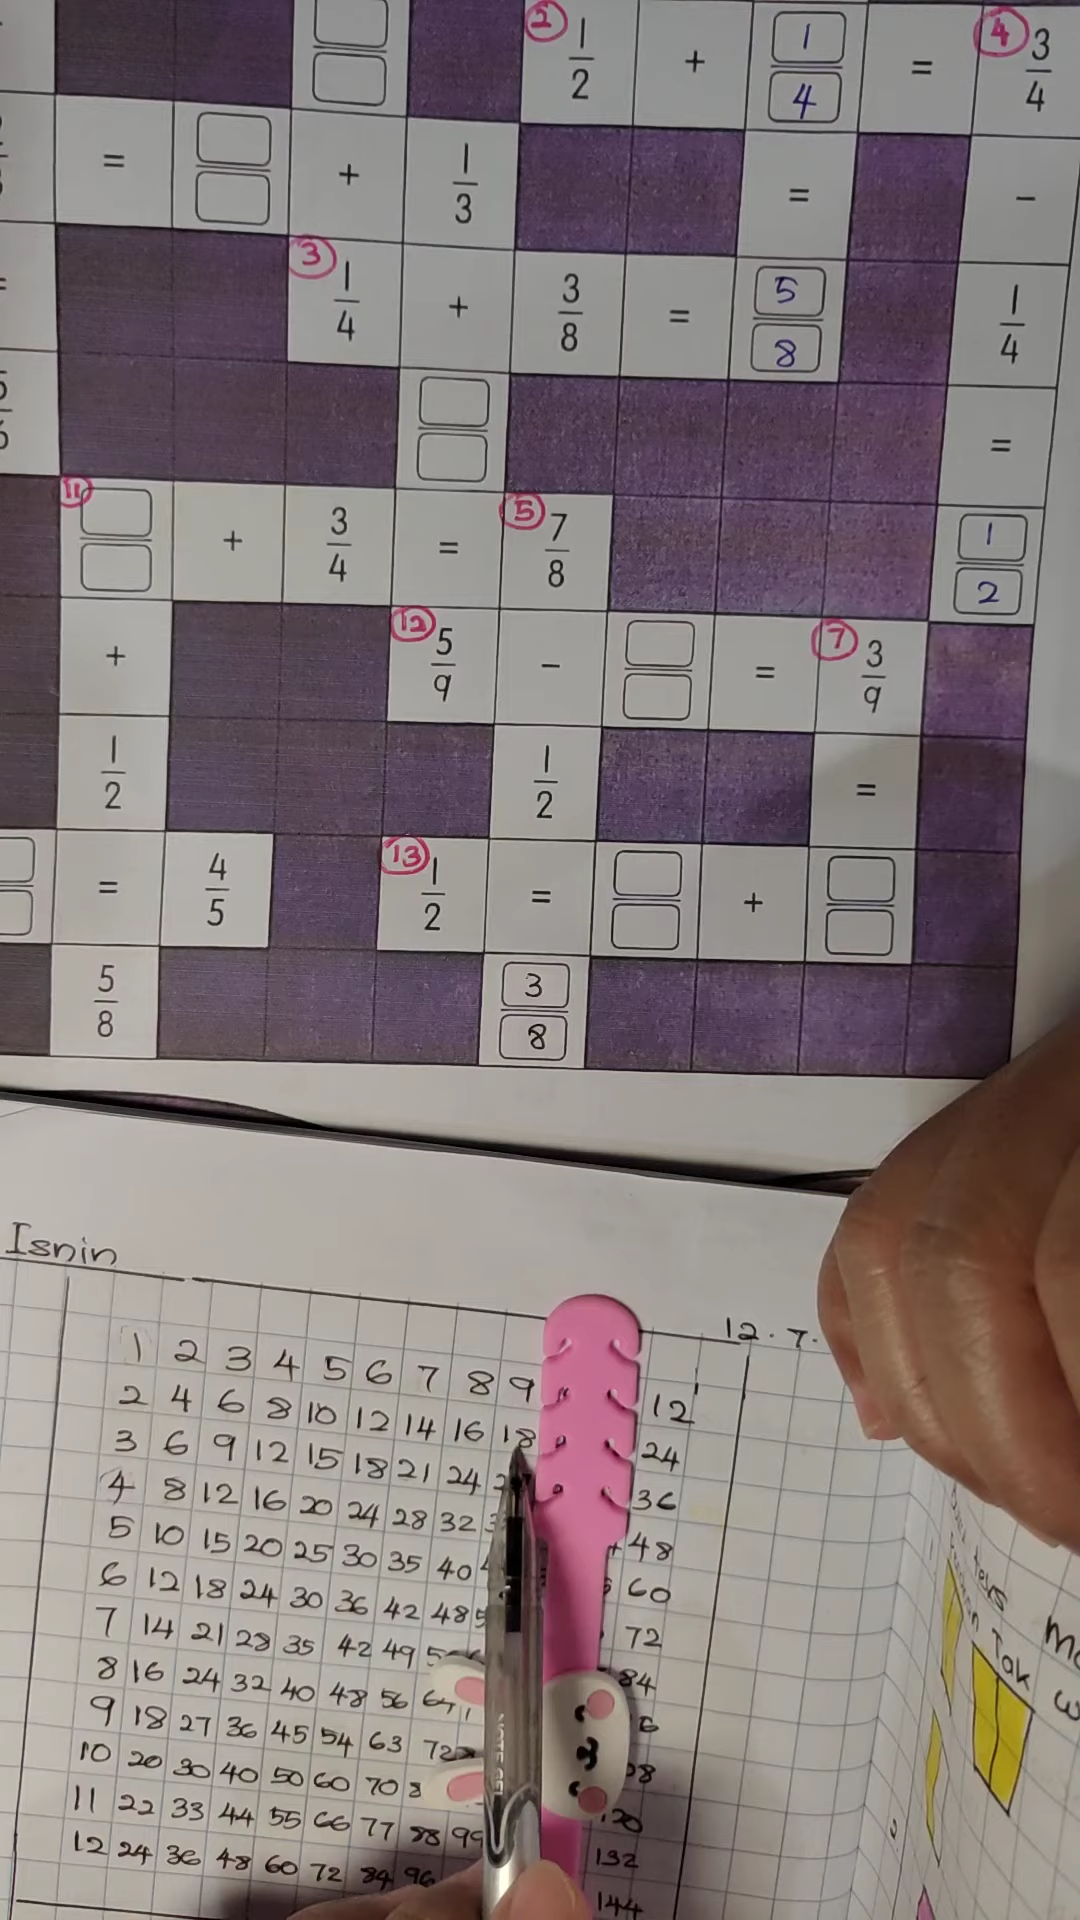 ② 1/2 + 1/4 = ④ 3/4
= + 1/3 = −
③ 1/4 + 3/8 = 5/8 1/4
=
⑪ + 3/4 = ⑤ 7/8 1/2
+ ⑫ 5/9 − = ⑦ 3/9
1/2 1/2 =
= 4/5 ⑬ 1/2 = +
5/8 3/8
Isnin
12.7.
1 2 3 4 5 6 7 8 9
2 4 6 8 10 12 14 16 18 12
3 6 9 12 15 18 21 24 24
4 8 12 16 20 24 28 32 36
5 10 15 20 25 30 35 40 48
6 12 18 24 30 36 42 48 60
7 14 21 28 35 42 49 72
8 16 24 32 40 48 56 84
9 18 27 36 45 54 63 72
10 20 30 40 50 60 70
11 22 33 44 55 66 77 88 99
12 24 36 48 60 72 84 96 132
144
Tak